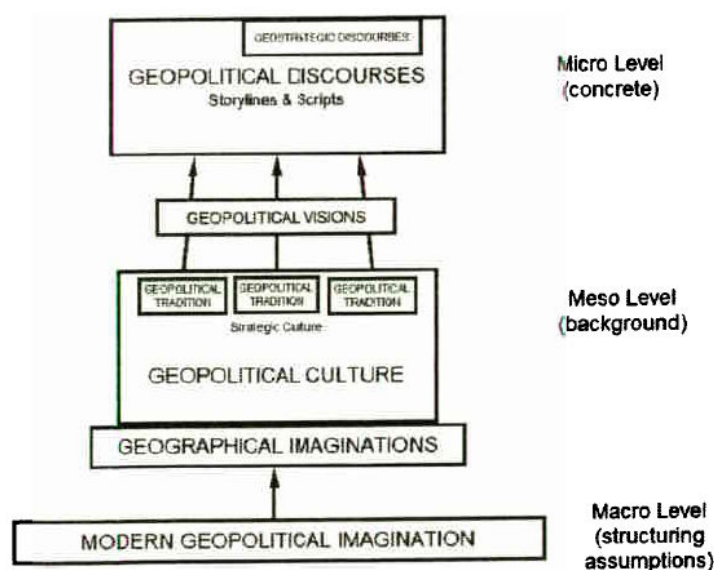 GEOSTRATEGIC DISCOURSES
GEOPOLITICAL DISCOURSES
Storylines & Scripts
Micro Level
(concrete)
GEOPOLITICAL VISIONS
GEOPOLITICAL
TRADITION
GEOPOLITICAL
TRADITION
GEOPOLITICAL
TRADITION
Strategic Culture
GEOPOLITICAL CULTURE
Meso Level
(background)
GEOGRAPHICAL IMAGINATIONS
MODERN GEOPOLITICAL IMAGINATION
Macro Level
(structuring
assumptions)